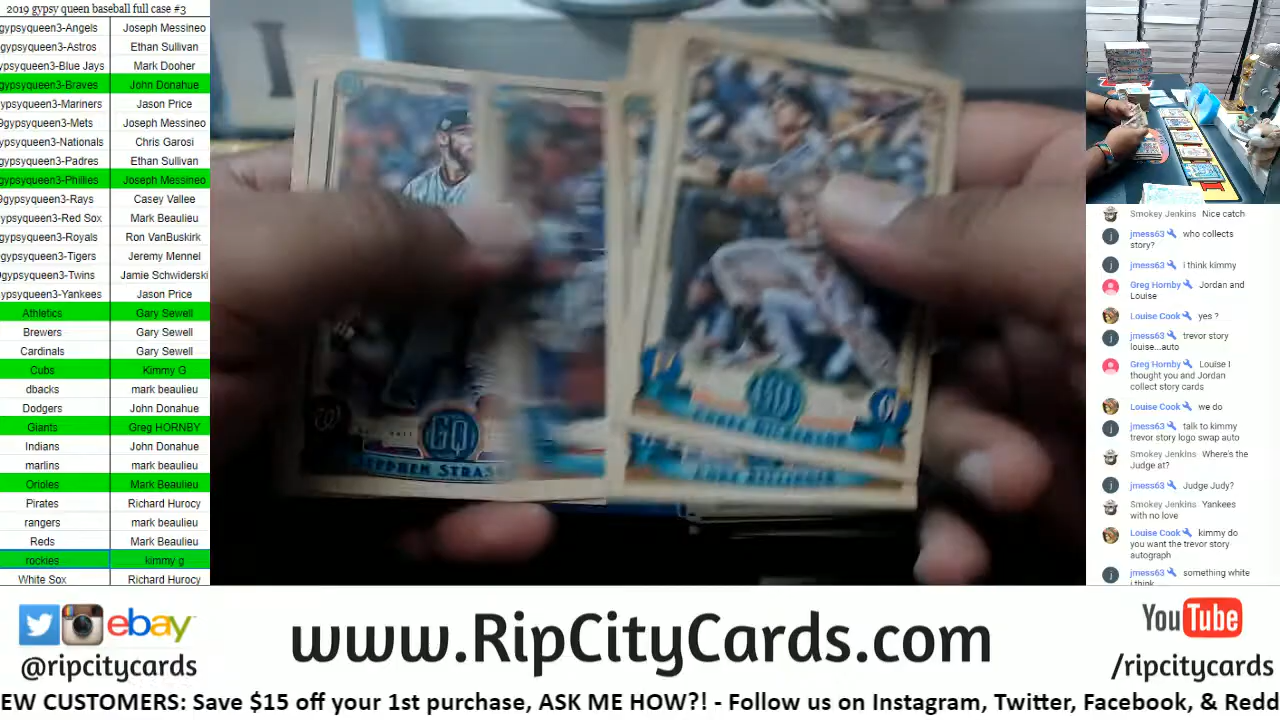 2019 gypsy queen baseball full case #3
gypsyqueen3-Angels Joseph Messineo
gypsyqueen3-Astros Ethan Sullivan
gypsyqueen3-Blue Jays Mark Dooher
gypsyqueen3-Braves John Donahue
gypsyqueen3-Mariners Jason Price
9gypsyqueen3-Mets Joseph Messineo
gypsyqueen3-Nationals Chris Garosi
gypsyqueen3-Padres Ethan Sullivan
gypsyqueen3-Phillies Joseph Messineo
9gypsyqueen3-Rays Casey Vallee
gypsyqueen3-Red Sox Mark Beaulieu
gypsyqueen3-Royals Ron VanBuskirk
gypsyqueen3-Tigers Jeremy Mennel
9gypsyqueen3-Twins Jamie Schwiderski
gypsyqueen3-Yankees Jason Price
Athletics Gary Sewell
Brewers Gary Sewell
Cardinals Gary Sewell
Cubs Kimmy G
dbacks mark beaulieu
Dodgers John Donahue
Giants Greg HORNBY
Indians John Donahue
marlins mark beaulieu
Orioles Mark Beaulieu
Pirates Richard Hurocy
rangers mark beaulieu
Reds Mark Beaulieu
rockies kimmy g
White Sox Richard Hurocy
GQ
STEPHEN STRAS
COREY DICKERSON
Smokey Jenkins Nice catch
jmess63 who collects
story?
jmess63 i think kimmy
Greg Hornby Jordan and
Louise
Louise Cook yes ?
jmess63 trevor story
louise...auto
Greg Hornby Louise I
thought you and Jordan
collect story cards
Louise Cook we do
jmess63 talk to kimmy
trevor story logo swap auto
Smokey Jenkins Where's the
Judge at?
jmess63 Judge Judy?
Smokey Jenkins Yankees
with no love
Louise Cook kimmy do
you want the trevor story
autograph
jmess63 something white
i think
ebay
@ripcitycards
www.RipCityCards.com
YouTube
/ripcitycards
EW CUSTOMERS: Save $15 off your 1st purchase, ASK ME HOW?! - Follow us on Instagram, Twitter, Facebook, & Redd